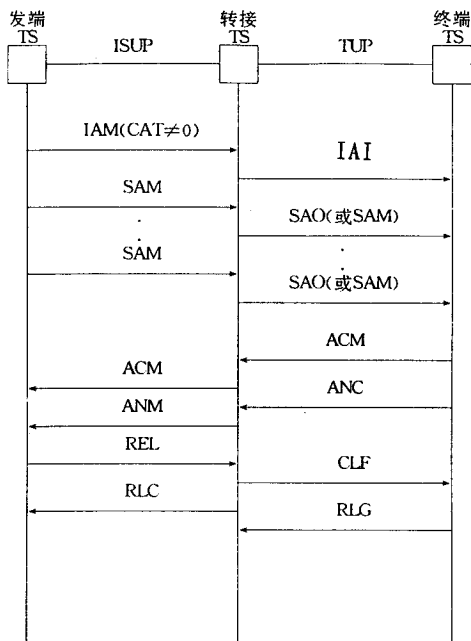 发端 转接 终端
TS ISUP TS TUP TS
IAM(CAT≠0)
IAI
SAM
SAO(或SAM)
SAM
SAO(或SAM)
ACM
ACM
ANC
ANM
REL
CLF
RLC
RLG